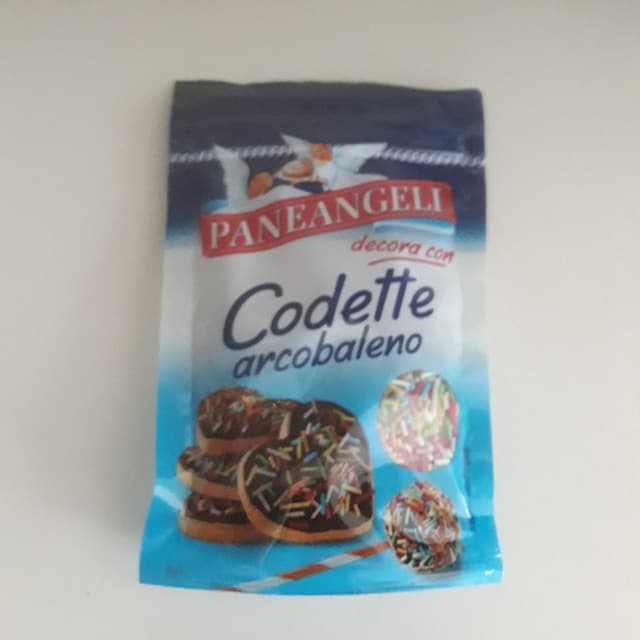 PANEANGELI
decora con
Codette
arcobaleno